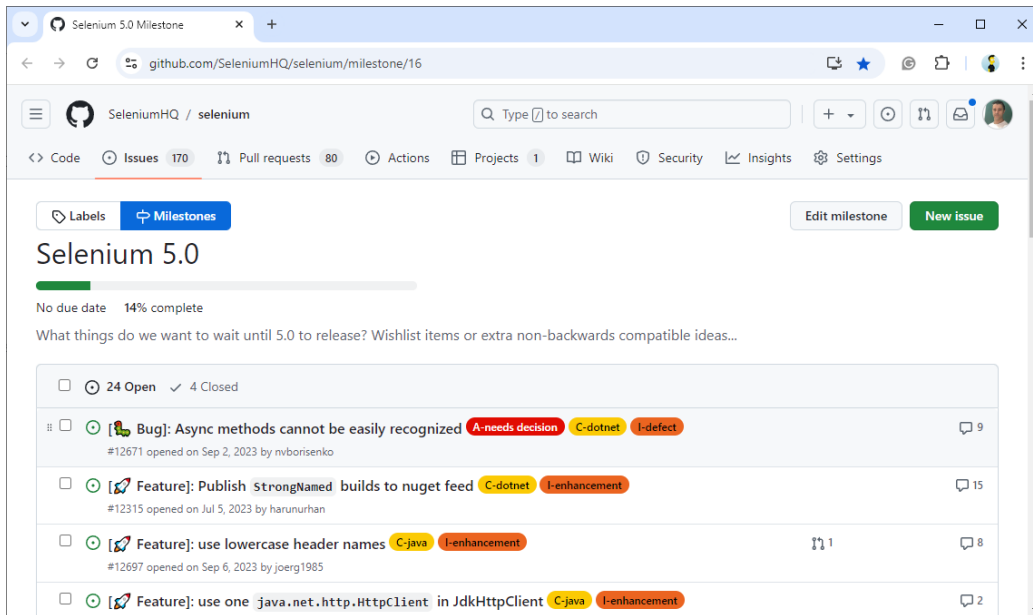 Selenium 5.0 Milestone
github.com/SeleniumHQ/selenium/milestone/16
SeleniumHQ / selenium
Type / to search
Code Issues 170 Pull requests 80 Actions Projects 1 Wiki Security Insights Settings
Labels Milestones Edit milestone New issue
Selenium 5.0
No due date 14% complete
What things do we want to wait until 5.0 to release? Wishlist items or extra non-backwards compatible ideas...
24 Open 4 Closed
[🐛 Bug]: Async methods cannot be easily recognized A-needs decision C-dotnet I-defect 9
#12671 opened on Sep 2, 2023 by nvborisenko
[🚀 Feature]: Publish StrongNamed builds to nuget feed C-dotnet I-enhancement 15
#12315 opened on Jul 5, 2023 by harunurhan
[🚀 Feature]: use lowercase header names C-java I-enhancement 1 8
#12697 opened on Sep 6, 2023 by joerg1985
[🚀 Feature]: use one java.net.http.HttpClient in JdkHttpClient C-java I-enhancement 2